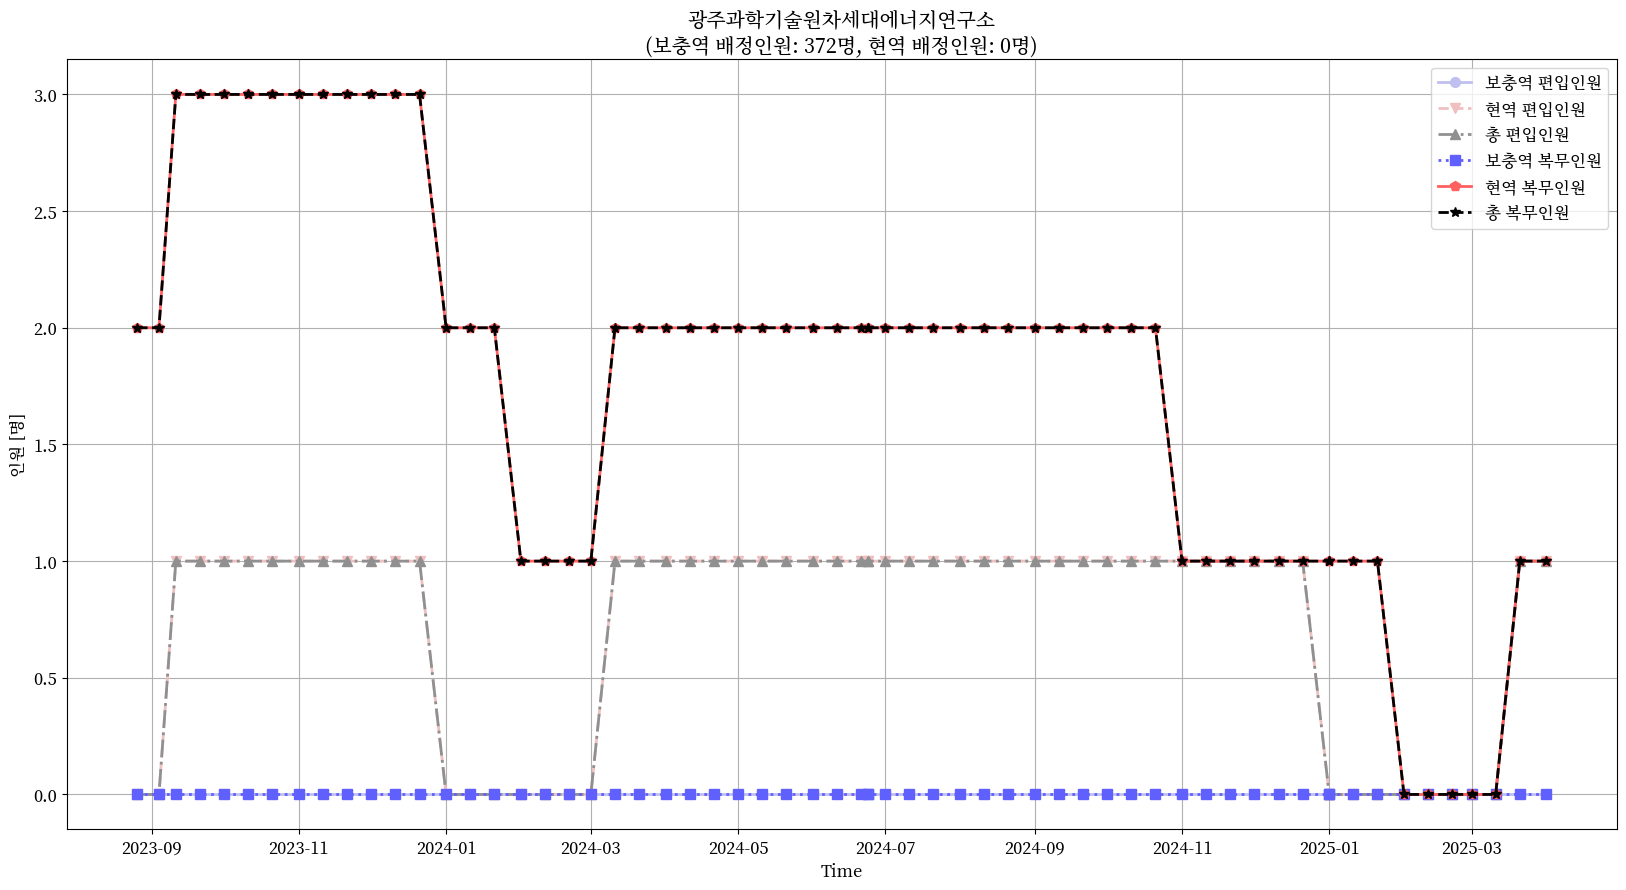 광주과학기술원차세대에너지연구소
(보충역 배정인원: 372명, 현역 배정인원: 0명)
보충역 편입인원
현역 편입인원
총 편입인원
보충역 복무인원
현역 복무인원
총 복무인원
인원 [명]
3.0
2.5
2.0
1.5
1.0
0.5
0.0
2023-09
2023-11
2024-01
2024-03
2024-05
2024-07
2024-09
2024-11
2025-01
2025-03
Time